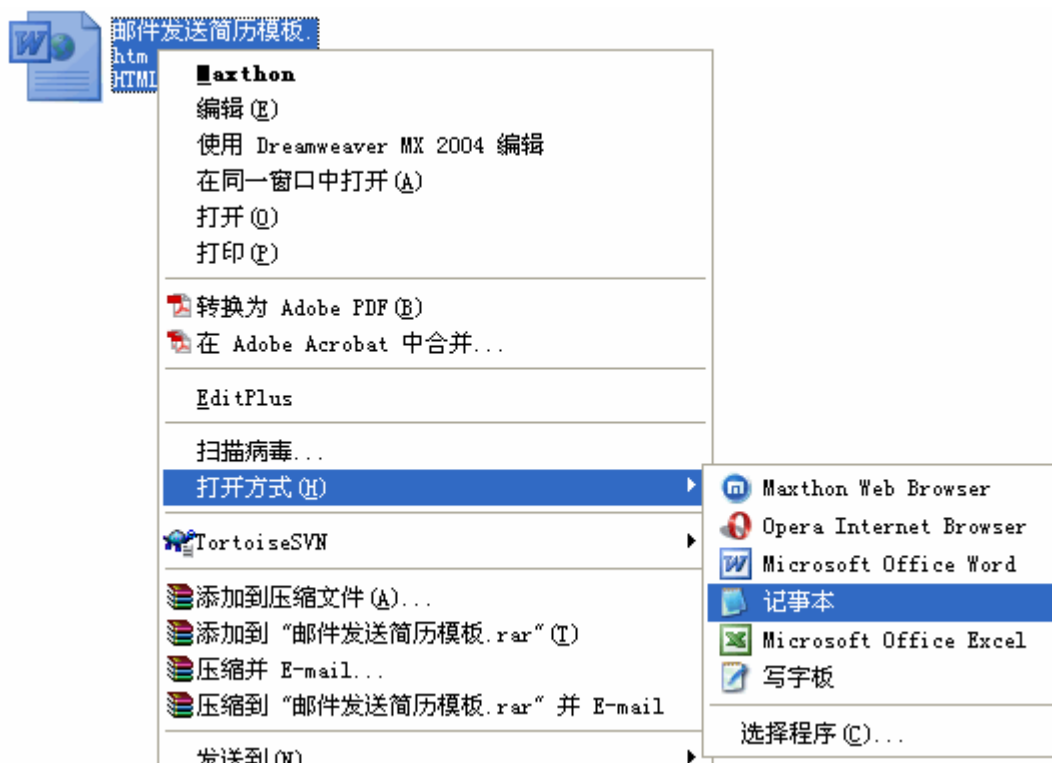 邮件发送简历模板.
htm
HTML
Maxthon
编辑(E)
使用 Dreamweaver MX 2004 编辑
在同一窗口中打开(A)
打开(O)
打印(P)
转换为 Adobe PDF(B)
在 Adobe Acrobat 中合并...
EditPlus
扫描病毒...
打开方式(H)
Maxthon Web Browser
Opera Internet Browser
Microsoft Office Word
记事本
Microsoft Office Excel
写字板
选择程序(C)...
TortoiseSVN
添加到压缩文件(A)...
添加到 "邮件发送简历模板.rar"(T)
压缩并 E-mail...
压缩到 "邮件发送简历模板.rar" 并 E-mail
发送到(N)